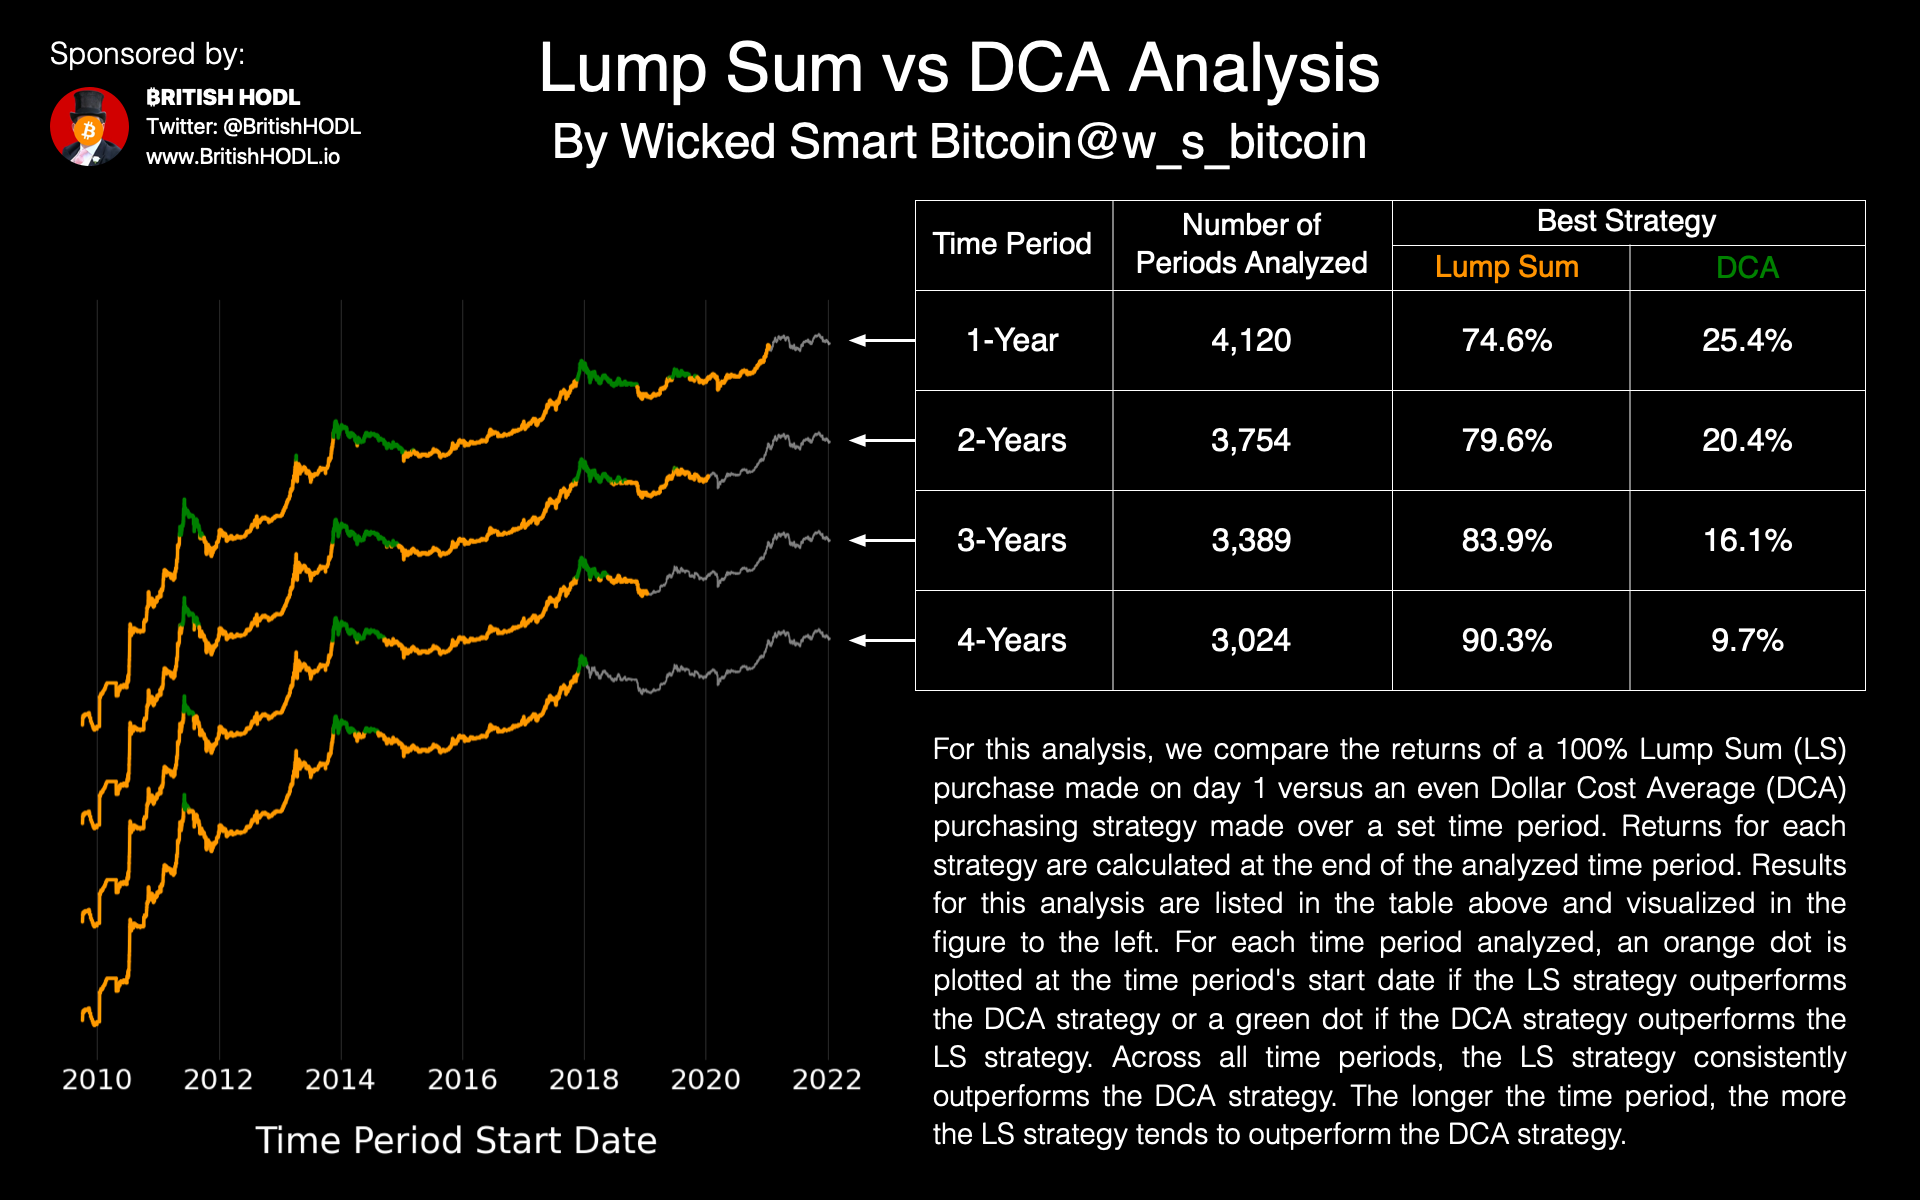 Sponsored by:
₿RITISH HODL
Twitter: @BritishHODL
www.BritishHODL.io
Lump Sum vs DCA Analysis
By Wicked Smart Bitcoin@w_s_bitcoin
Time Period
Number of
Periods Analyzed
Best Strategy
Lump Sum
DCA
1-Year
4,120
74.6%
25.4%
2-Years
3,754
79.6%
20.4%
3-Years
3,389
83.9%
16.1%
4-Years
3,024
90.3%
9.7%
2010
2012
2014
2016
2018
2020
2022
Time Period Start Date
For this analysis, we compare the returns of a 100% Lump Sum (LS)
purchase made on day 1 versus an even Dollar Cost Average (DCA)
purchasing strategy made over a set time period. Returns for each
strategy are calculated at the end of the analyzed time period. Results
for this analysis are listed in the table above and visualized in the
figure to the left. For each time period analyzed, an orange dot is
plotted at the time period's start date if the LS strategy outperforms
the DCA strategy or a green dot if the DCA strategy outperforms the
LS strategy. Across all time periods, the LS strategy consistently
outperforms the DCA strategy. The longer the time period, the more
the LS strategy tends to outperform the DCA strategy.